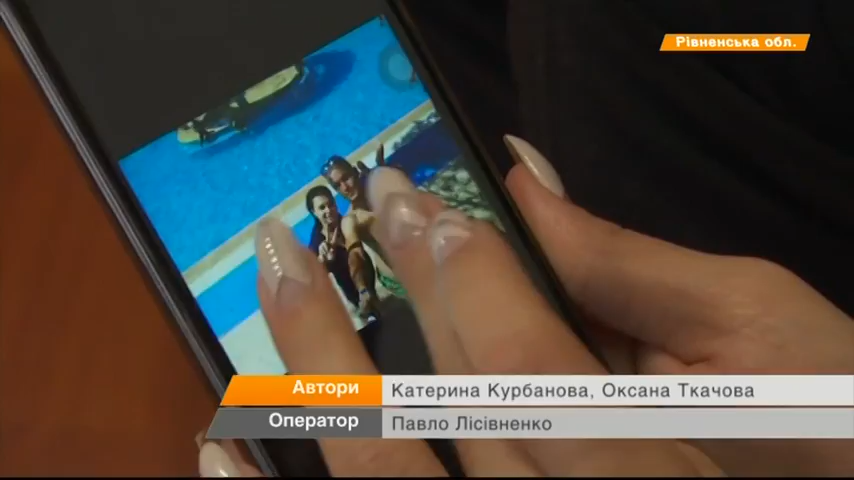 Рівненська обл.
Автори Катерина Курбанова, Оксана Ткачова
Оператор Павло Лісівненко